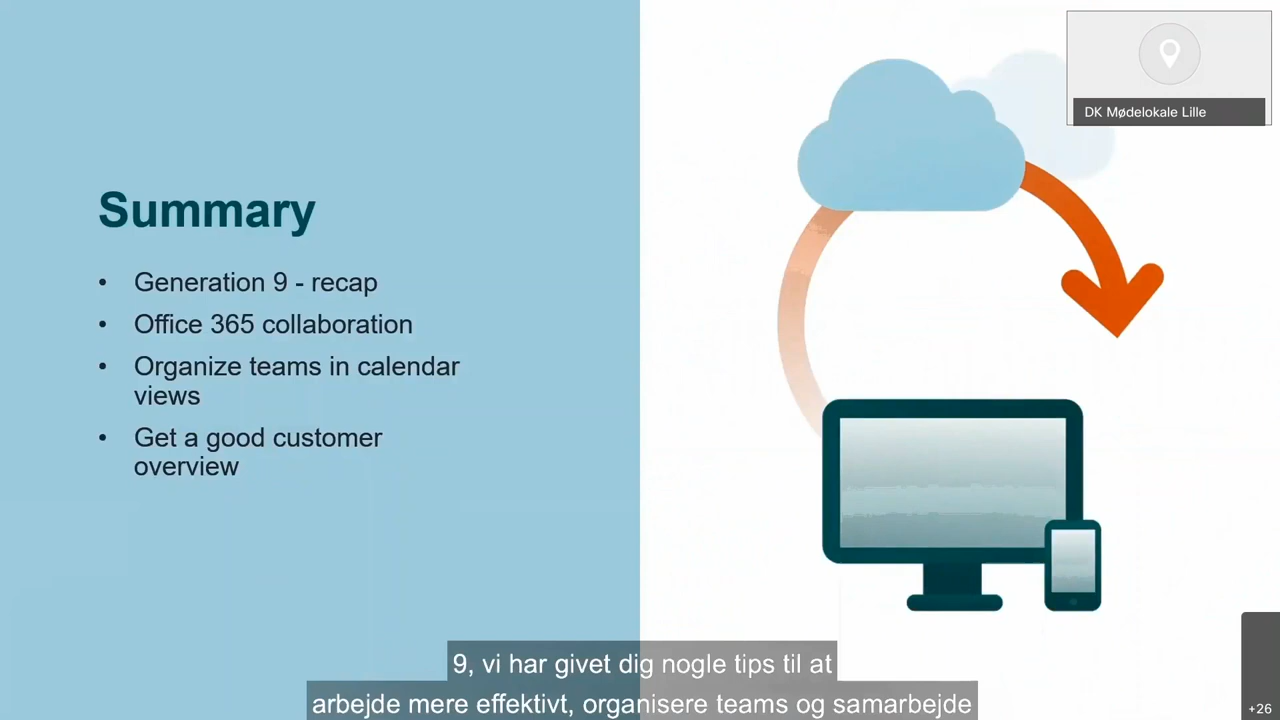 DK Mødelokale Lille
Summary
• Generation 9 - recap
• Office 365 collaboration
• Organize teams in calendar
views
• Get a good customer
overview
9, vi har givet dig nogle tips til at
arbejde mere effektivt, organisere teams og samarbejde
+26